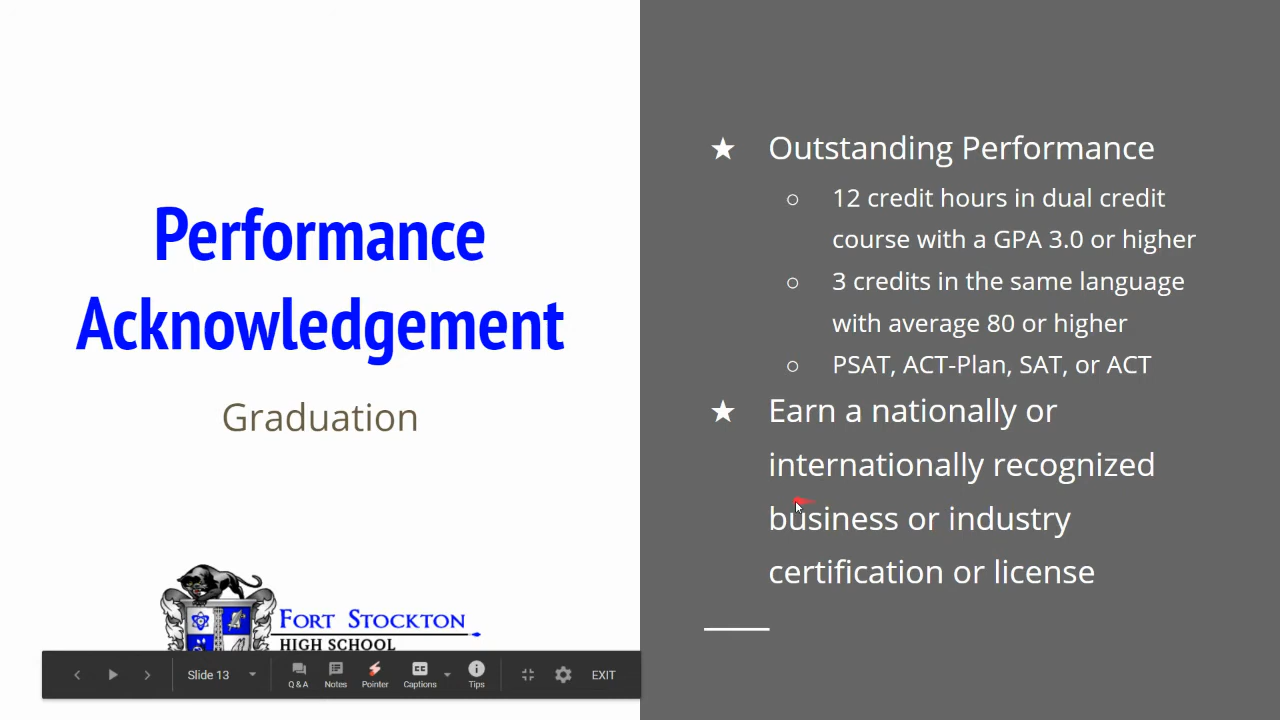 Performance
Acknowledgement
Graduation
FORT STOCKTON
HIGH SCHOOL
Slide 13
Q & A
Notes
Pointer
Captions
Tips
EXIT
★ Outstanding Performance
○ 12 credit hours in dual credit
course with a GPA 3.0 or higher
○ 3 credits in the same language
with average 80 or higher
○ PSAT, ACT-Plan, SAT, or ACT
★ Earn a nationally or
internationally recognized
business or industry
certification or license